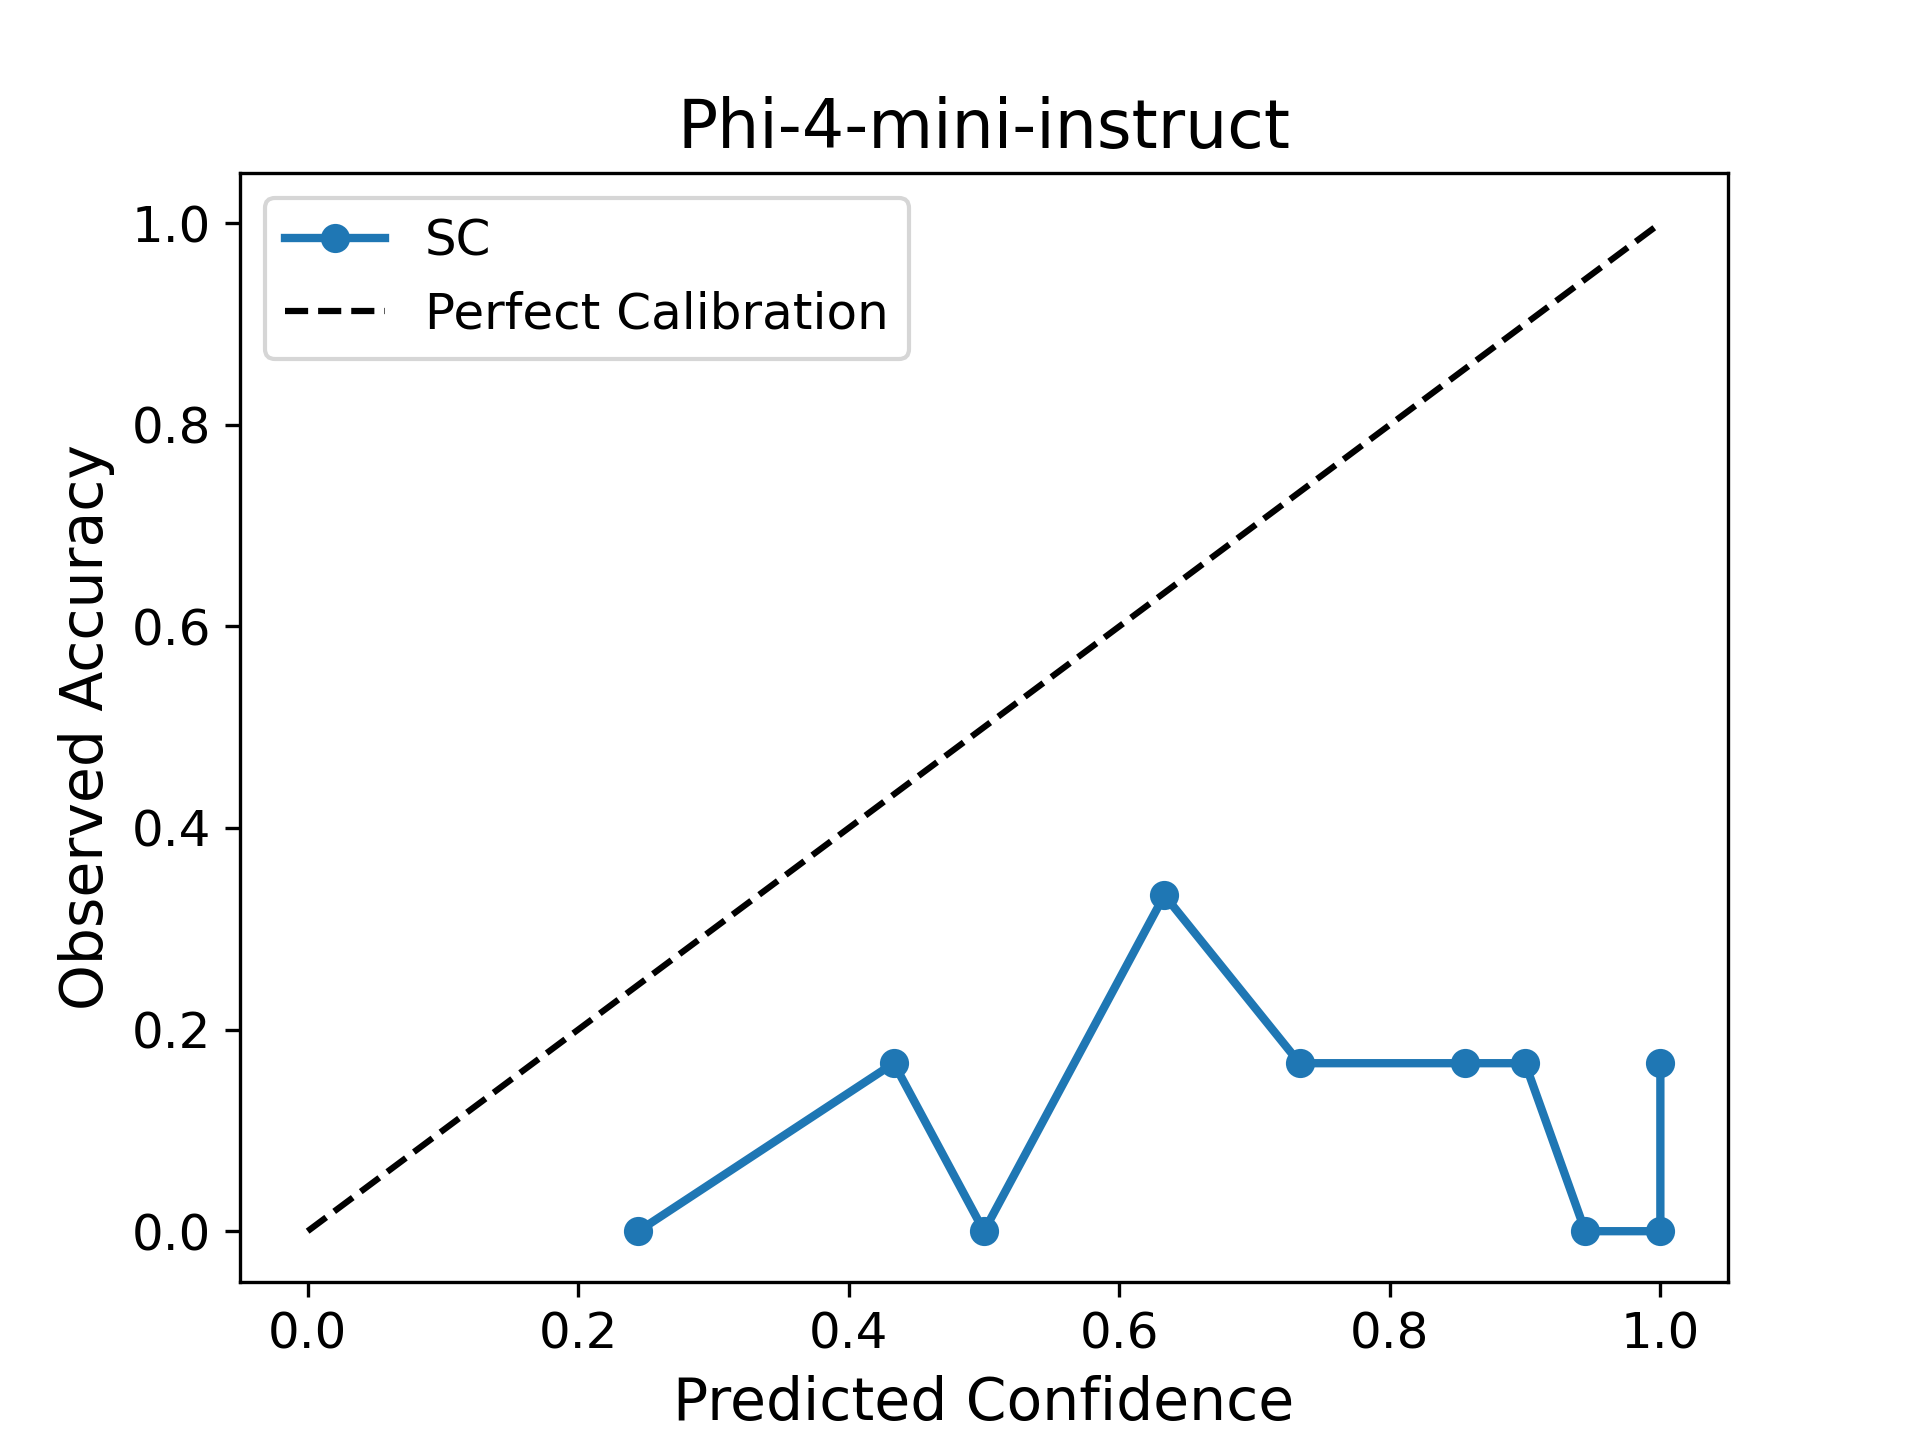 Phi-4-mini-instruct
SC
Perfect Calibration
1.0
0.8
0.6
0.4
0.2
0.0
Observed Accuracy
0.0 0.2 0.4 0.6 0.8 1.0
Predicted Confidence